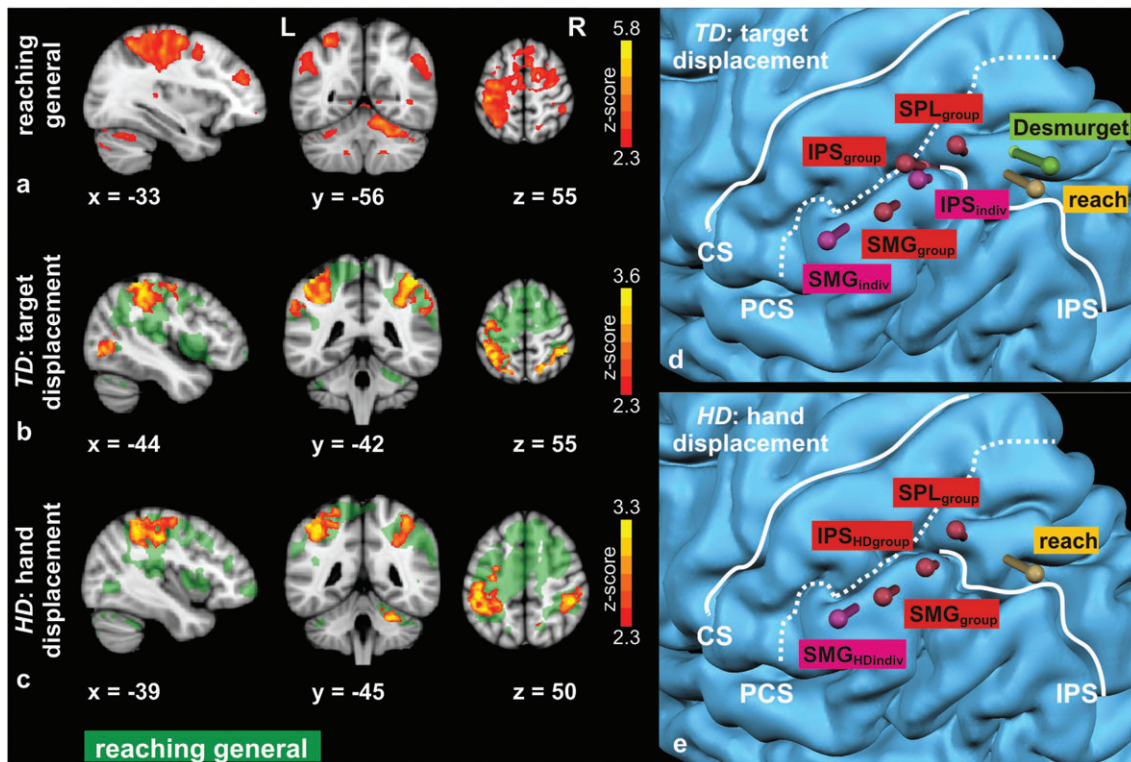 reaching
general
L
R
5.8
z-score
2.3
a
x = -33
y = -56
z = 55
TD: target
displacement
3.6
z-score
2.3
b
x = -44
y = -42
z = 55
HD: hand
displacement
3.3
z-score
2.3
c
x = -39
y = -45
z = 50
reaching general
TD: target
displacement
SPLgroup
Desmurget
IPSgroup
reach
IPSindiv
SMGgroup
CS
SMGindiv
PCS
IPS
d
HD: hand
displacement
SPLgroup
IPSHDgroup
reach
SMGgroup
CS
SMGHDindiv
PCS
IPS
e